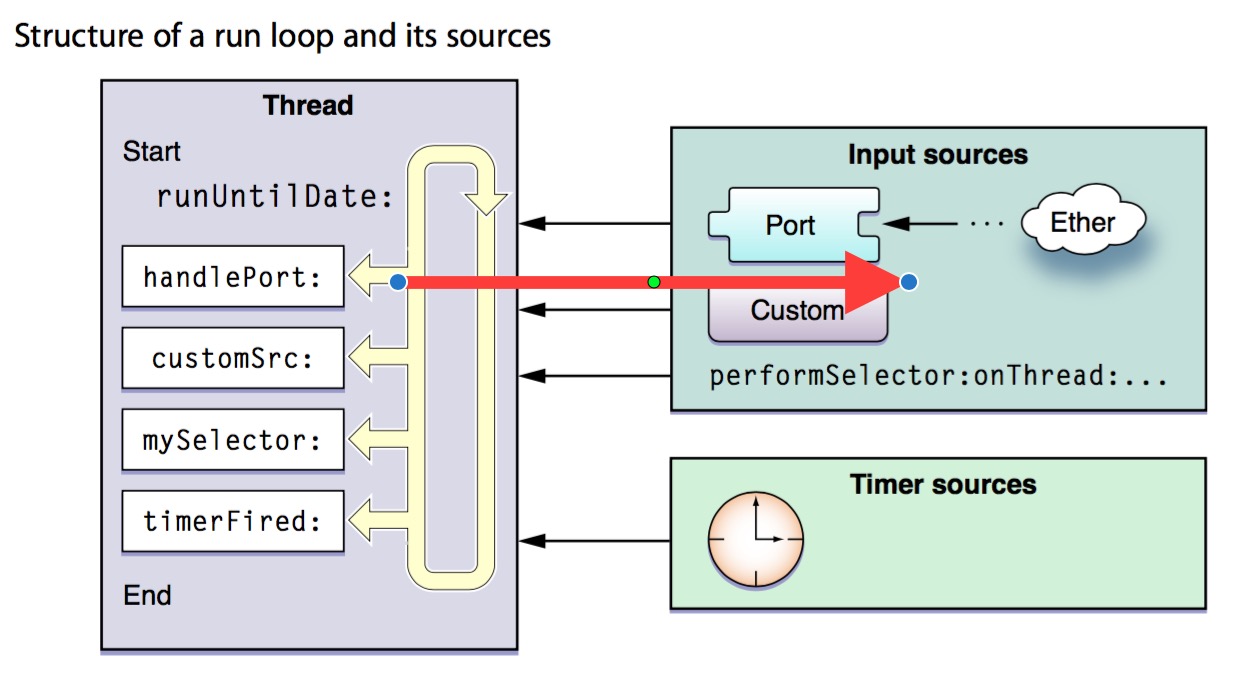 Structure of a run loop and its sources
Thread
Start
runUntilDate:
handlePort:
customSrc:
mySelector:
timerFired:
End
Input sources
Port
...
Ether
Custom
performSelector:onThread:...
Timer sources